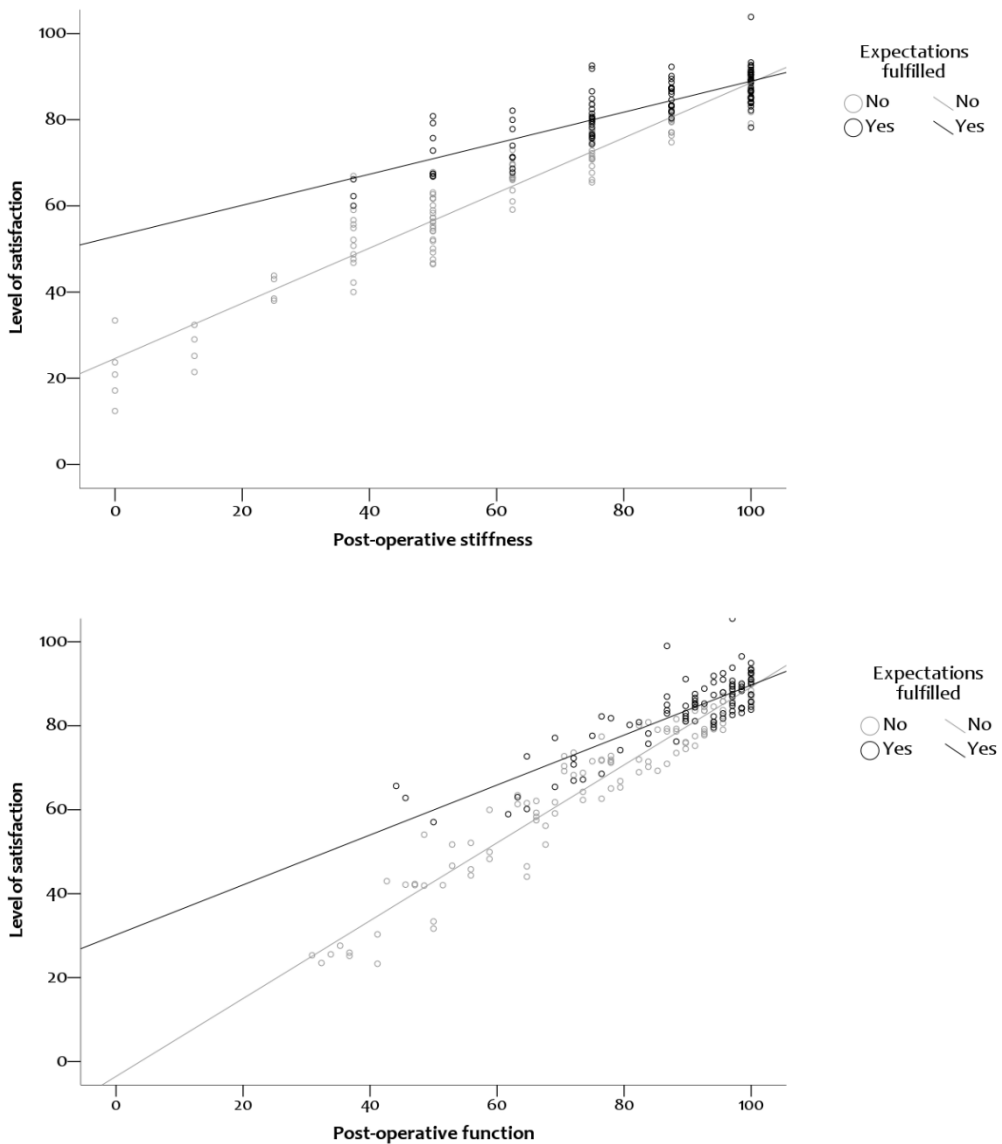 100
80
60
40
20
0
Level of satisfaction
0 20 40 60 80 100
Post-operative stiffness
Expectations
fulfilled
No No
Yes Yes
100
80
60
40
20
0
Level of satisfaction
0 20 40 60 80 100
Post-operative function
Expectations
fulfilled
No No
Yes Yes